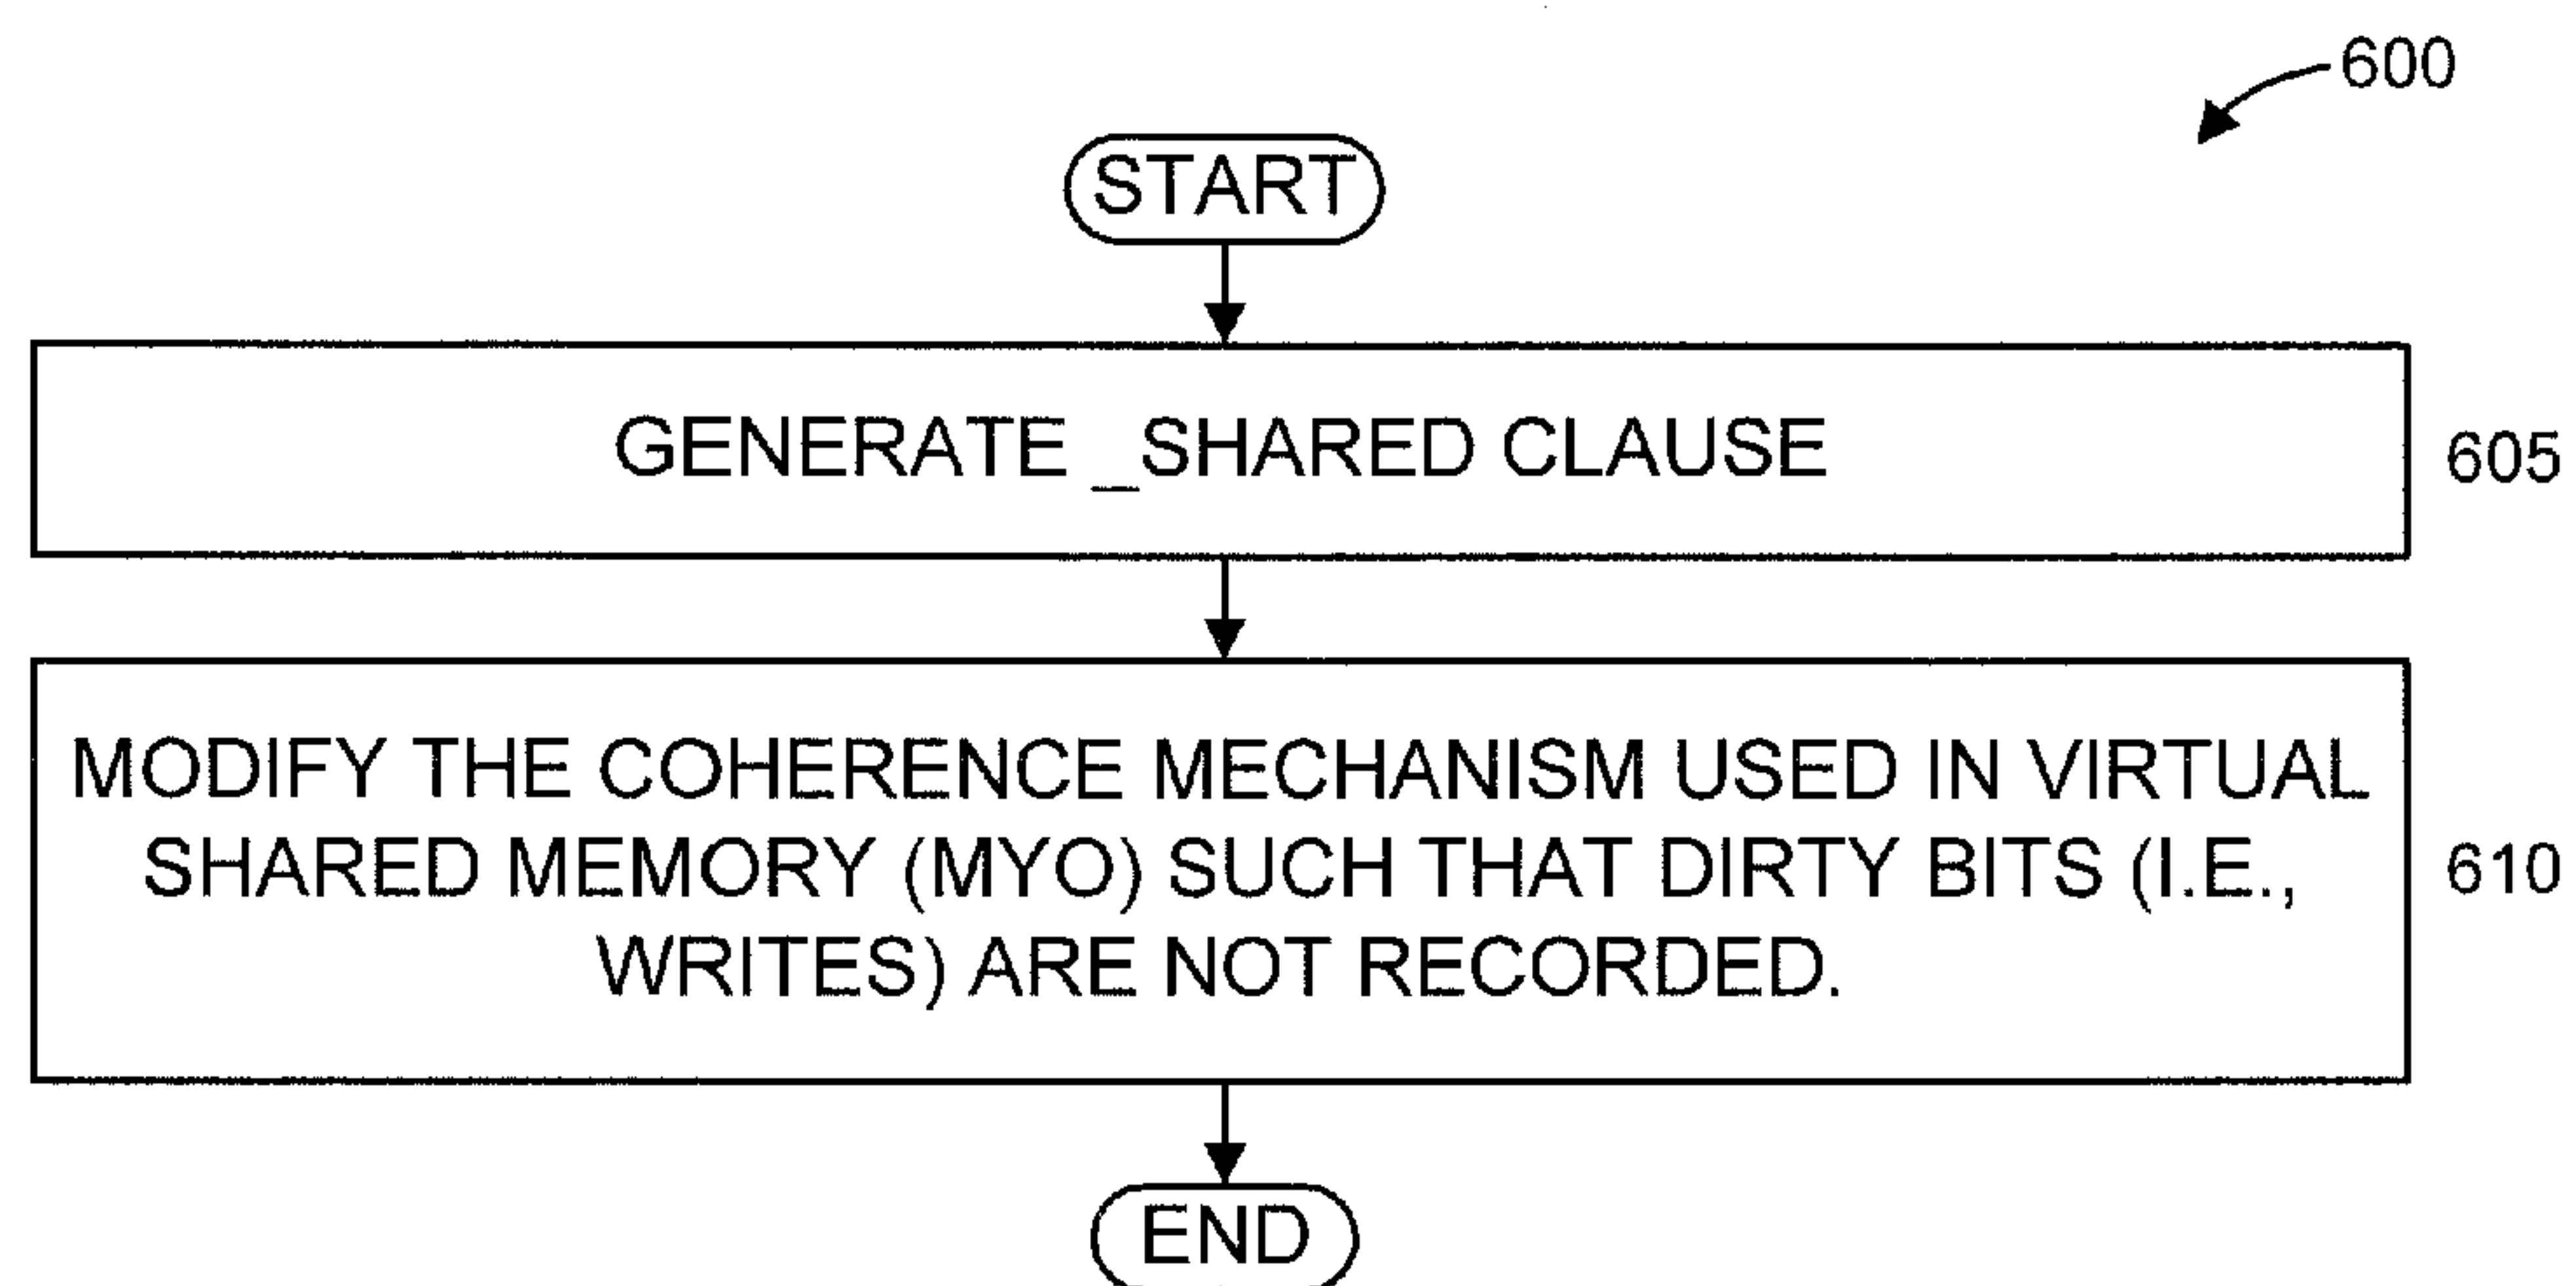 600
START
GENERATE _SHARED CLAUSE
605
MODIFY THE COHERENCE MECHANISM USED IN VIRTUAL
SHARED MEMORY (MYO) SUCH THAT DIRTY BITS (I.E.,
610
WRITES) ARE NOT RECORDED.
END